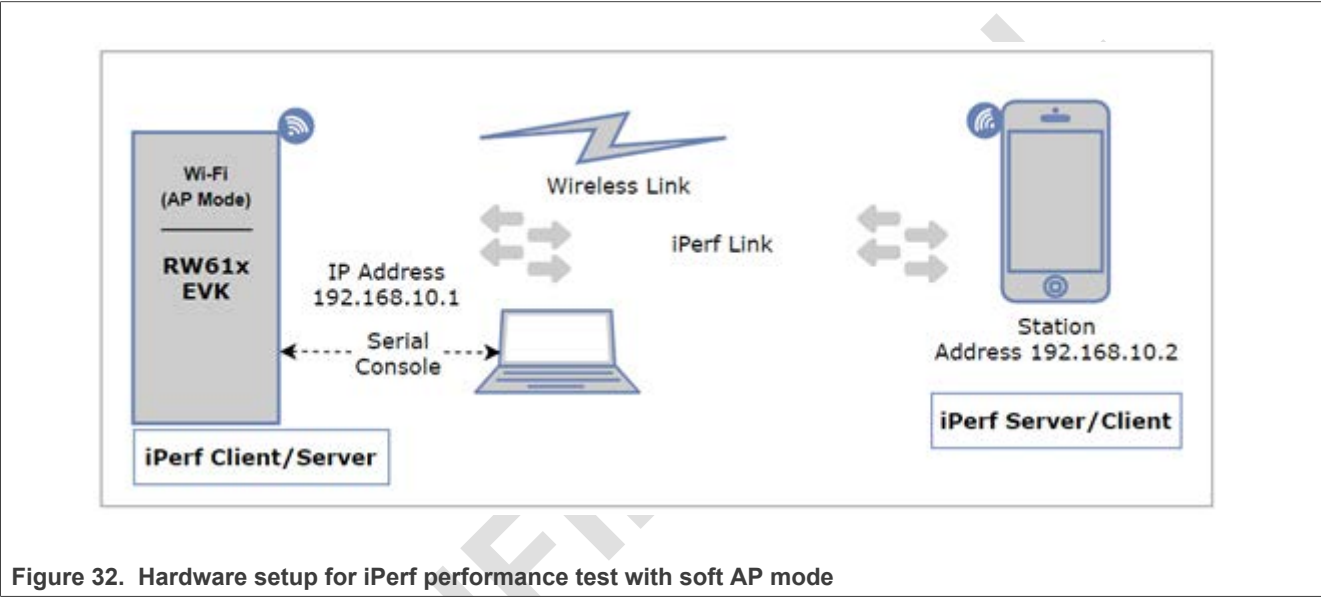 Wi-Fi
(AP Mode)
RW61x
EVK
IP Address
192.168.10.1
Serial
Console
Wireless Link
iPerf Link
Station
Address 192.168.10.2
iPerf Client/Server
iPerf Server/Client
Figure 32. Hardware setup for iPerf performance test with soft AP mode